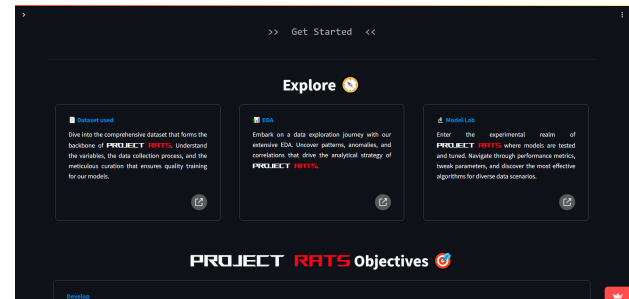 >> Get Started <<
Explore
Dataset used
Dive into the comprehensive dataset that forms the
backbone of PROJECT RATS. Understand
the variables, the data collection process, and the
meticulous curation that ensures quality training
for our models.
EDA
Embark on a data exploration journey with our
extensive EDA. Uncover patterns, anomalies, and
correlations that drive the analytical strategy of
PROJECT RATS.
Model Lab
Enter the experimental realm of
PROJECT RATS where models are tested
and tuned. Navigate through performance metrics,
tweak parameters, and discover the most effective
algorithms for diverse data scenarios.
PROJECT RATS Objectives
Develop